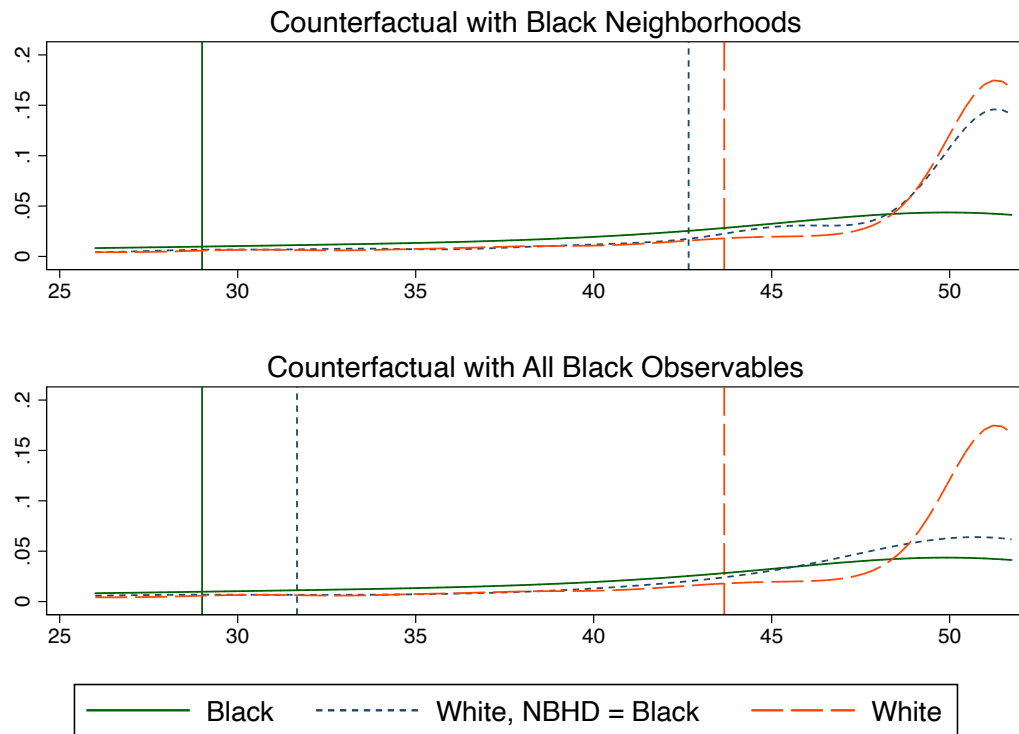 Counterfactual with Black Neighborhoods
.2
.15
.1
.05
0
25 30 35 40 45 50
Counterfactual with All Black Observables
.2
.15
.1
.05
0
25 30 35 40 45 50
Black White, NBHD = Black White